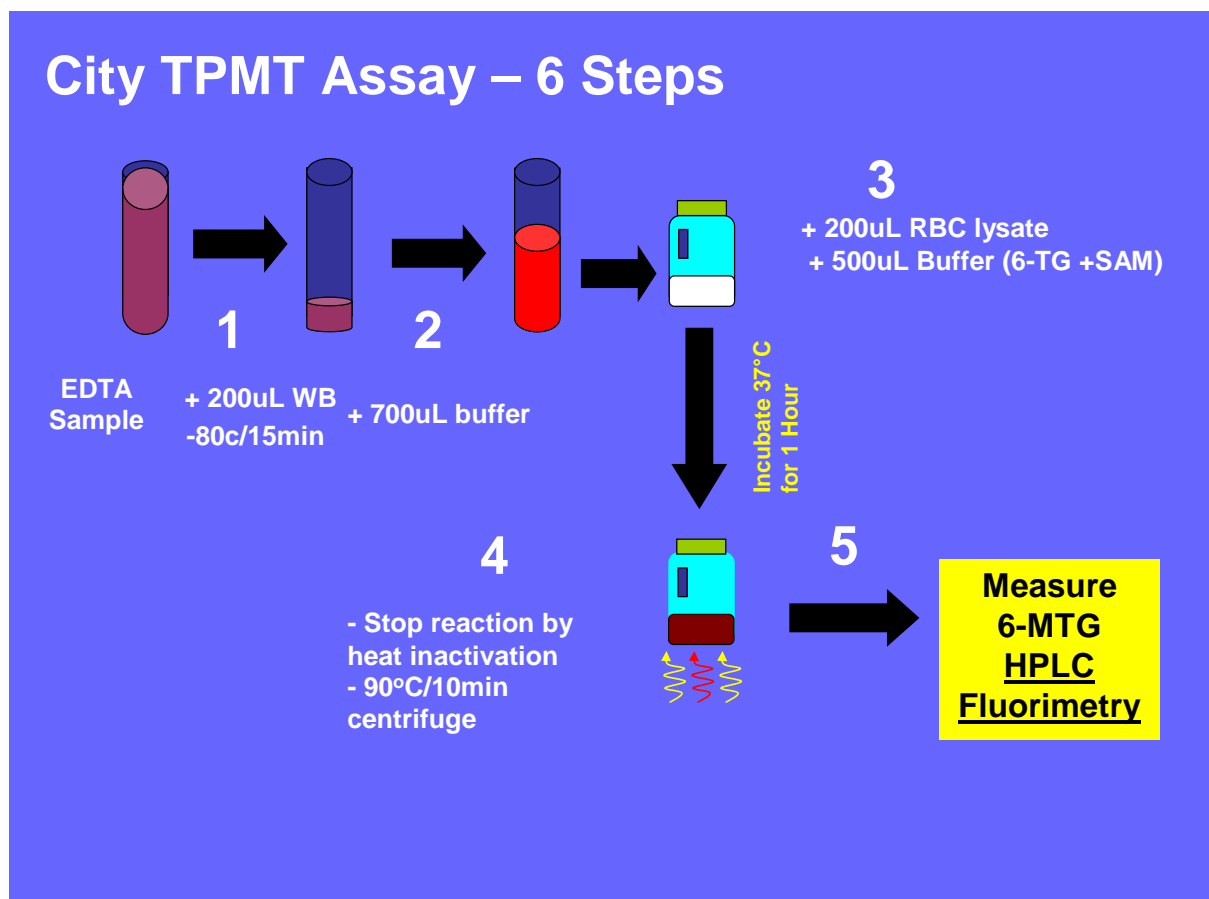 City TPMT Assay – 6 Steps
EDTA
Sample
1
+ 200uL WB
-80c/15min
2
+ 700uL buffer
3
+ 200uL RBC lysate
+ 500uL Buffer (6-TG +SAM)
Incubate 37°C
for 1 Hour
4
- Stop reaction by
heat inactivation
- 90°C/10min
centrifuge
5
Measure
6-MTG
HPLC
Fluorimetry